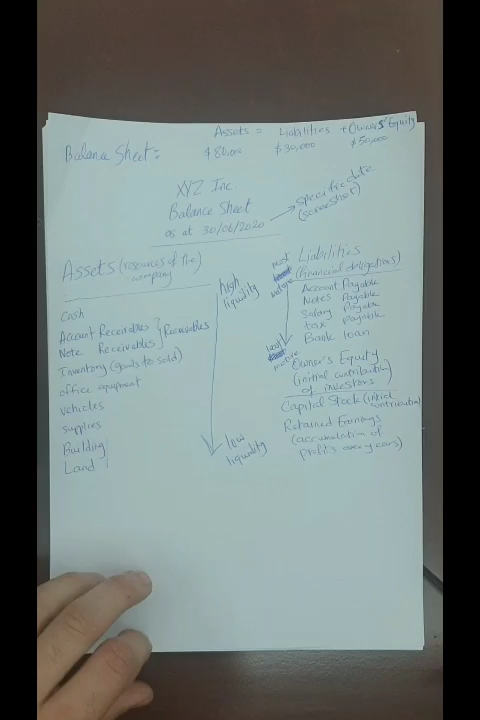 Assets = Liabilities + Owner's Equity
Balance Sheet:
$80,000 $30,000 $50,000
XYZ Inc
Balance Sheet
as at 30/06/2020
specific date
(screeshot)
Assets (resources of the)
company
Cash
Account Receivables
Note Receivables
Receivables
Inventory (goods to sold)
office equipment
vehicles
supplies
Building
Land
high
liquidity
low
liquidity
most
mature
Liabilities
(financial obligations)
Account Payable
Notes Payable
Salary Payable
tax Payable
Bank loan
least
mature
Owner's Equity
(initial contribution
of investors)
Capital Stock (initial
contribution)
Retained Earnings
(accumulation of
profits over years)